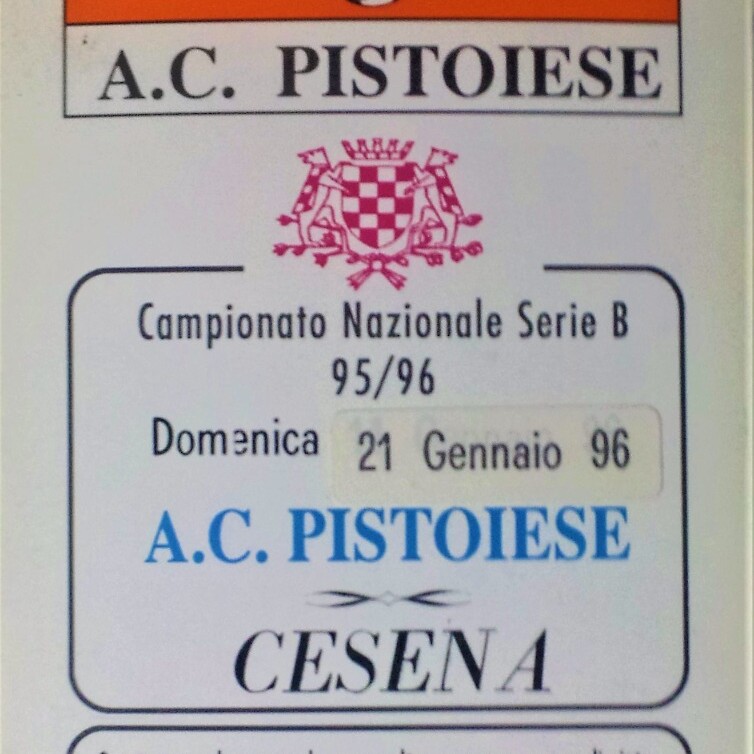 A.C. PISTOIESE
Campionato Nazionale Serie B
95/96
Domenica 21 Gennaio 96
A.C. PISTOIESE
CESENA